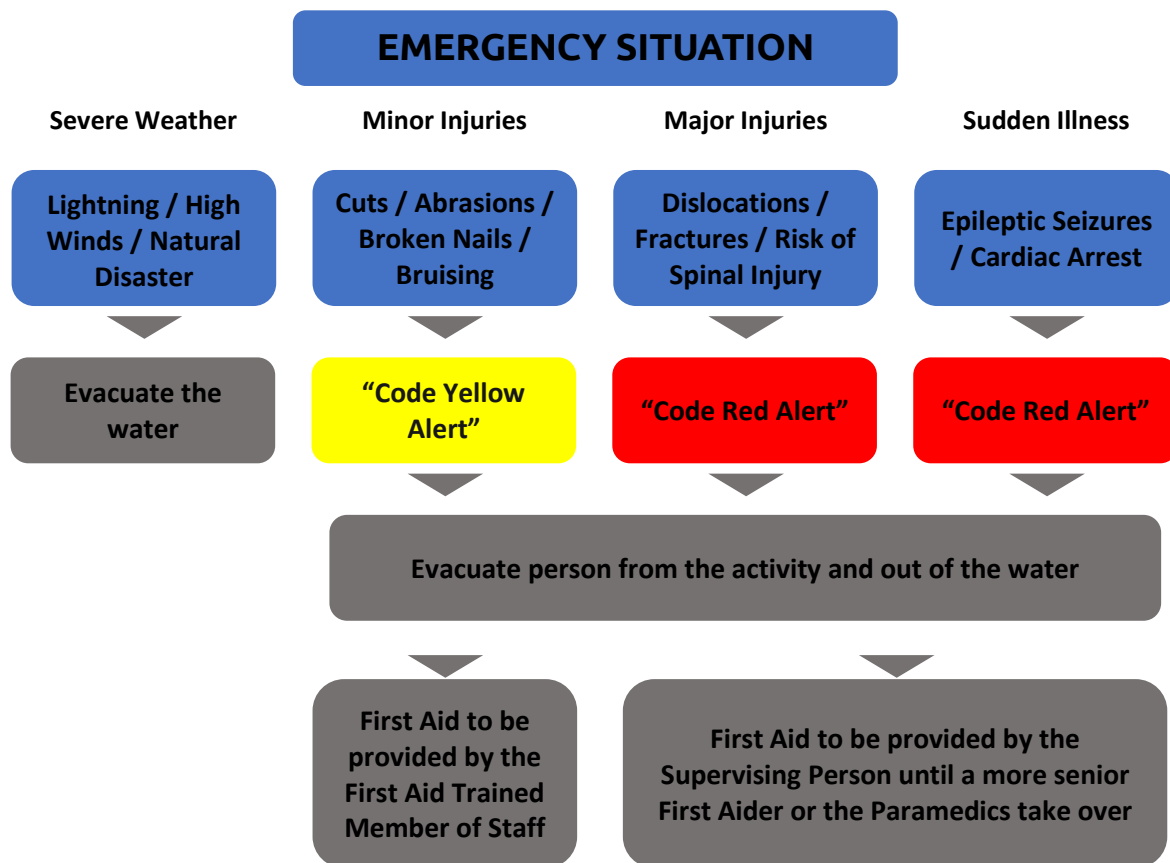 EMERGENCY SITUATION
Severe Weather
Minor Injuries
Major Injuries
Sudden Illness
Lightning / High
Winds / Natural
Disaster
Cuts / Abrasions /
Broken Nails /
Bruising
Dislocations /
Fractures / Risk of
Spinal Injury
Epileptic Seizures
/ Cardiac Arrest
Evacuate the
water
“Code Yellow
Alert”
“Code Red Alert”
“Code Red Alert”
Evacuate person from the activity and out of the water
First Aid to be
provided by the
First Aid Trained
Member of Staff
First Aid to be provided by the
Supervising Person until a more senior
First Aider or the Paramedics take over